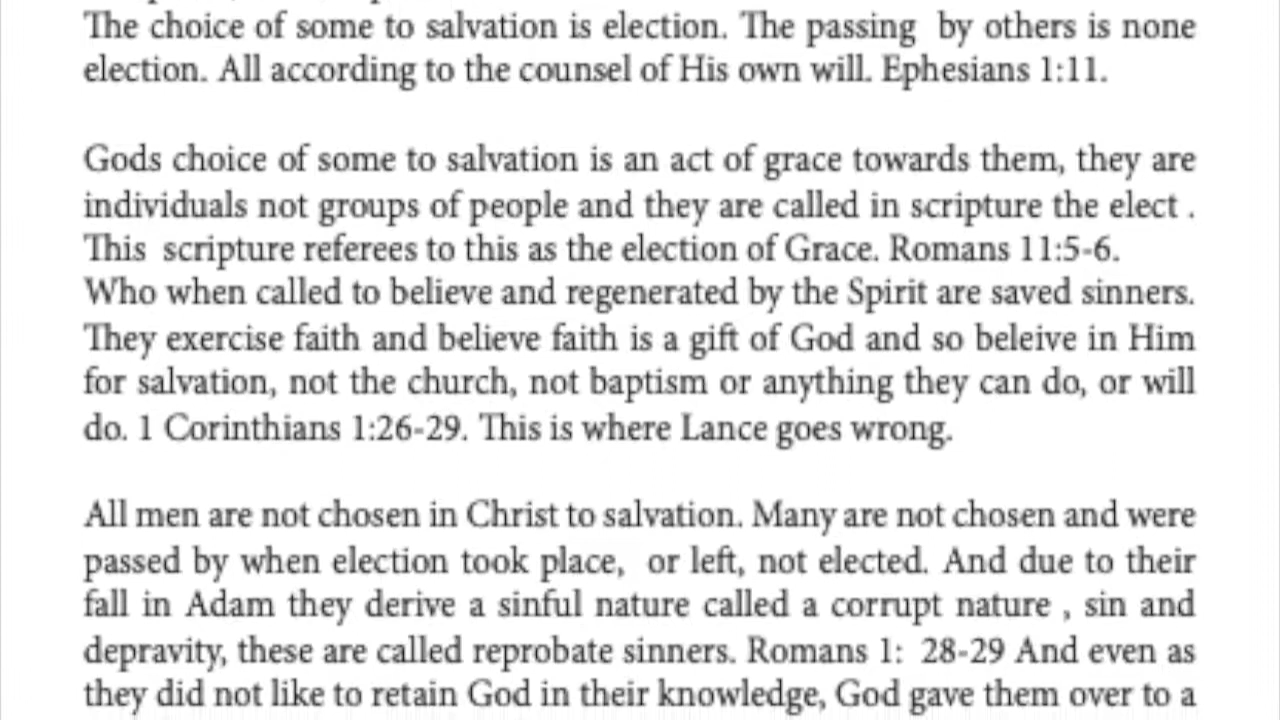 The choice of some to salvation is election. The passing by others is none
election. All according to the counsel of His own will. Ephesians 1:11.
Gods choice of some to salvation is an act of grace towards them, they are
individuals not groups of people and they are called in scripture the elect .
This scripture referees to this as the election of Grace. Romans 11:5-6.
Who when called to believe and regenerated by the Spirit are saved sinners.
They exercise faith and believe faith is a gift of God and so beleive in Him
for salvation, not the church, not baptism or anything they can do, or will
do. 1 Corinthians 1:26-29. This is where Lance goes wrong.
All men are not chosen in Christ to salvation. Many are not chosen and were
passed by when election took place, or left, not elected. And due to their
fall in Adam they derive a sinful nature called a corrupt nature , sin and
depravity, these are called reprobate sinners. Romans 1: 28-29 And even as
they did not like to retain God in their knowledge, God gave them over to a